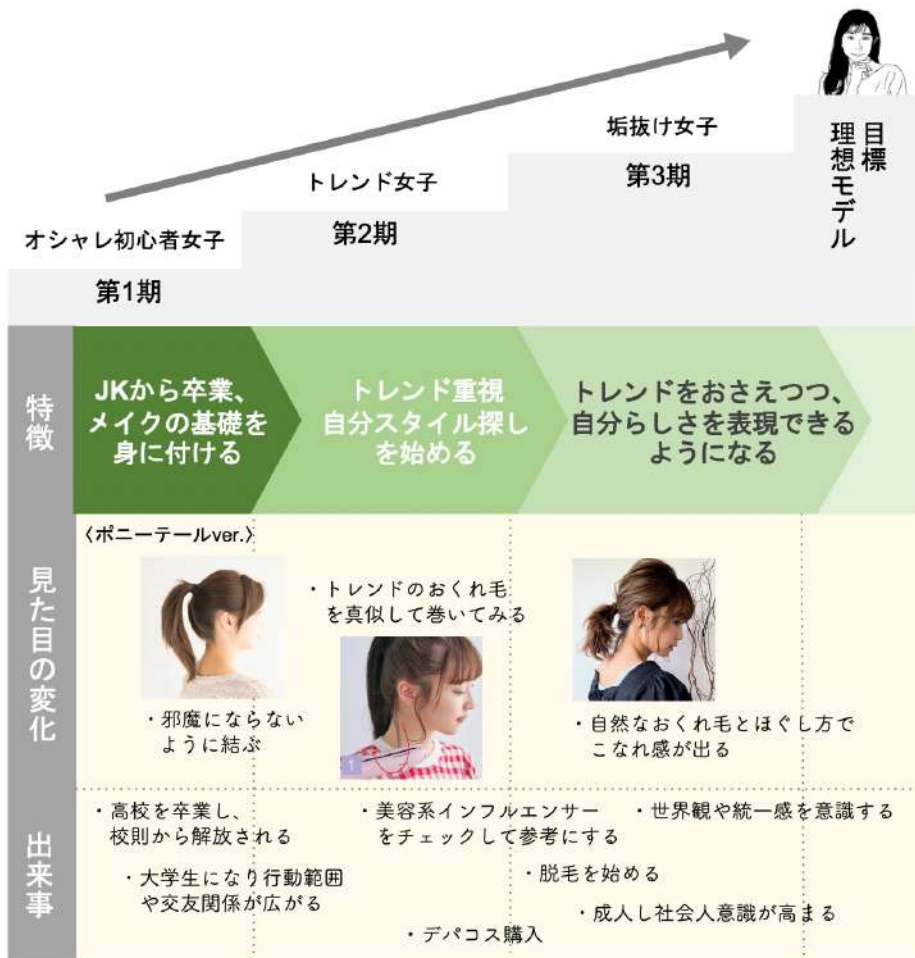 垢抜け女子
第3期
目標
理想モデル
トレンド女子
第2期
オシャレ初心者女子
第1期
特徴
JKから卒業、
メイクの基礎を
身に付ける
トレンド重視
自分スタイル探し
を始める
トレンドをおさえつつ、
自分らしさを表現できる
ようになる
見た目の変化
〈ポニーテールver.〉
・邪魔にならない
ように結ぶ
・トレンドのおくれ毛
を真似して巻いてみる
1
・自然なおくれ毛とほぐし方で
こなれ感が出る
出来事
・高校を卒業し、
校則から解放される
・大学生になり行動範囲
や交友関係が広がる
・美容系インフルエンサー
をチェックして参考にする
・デパコス購入
・世界観や統一感を意識する
・脱毛を始める
・成人し社会人意識が高まる